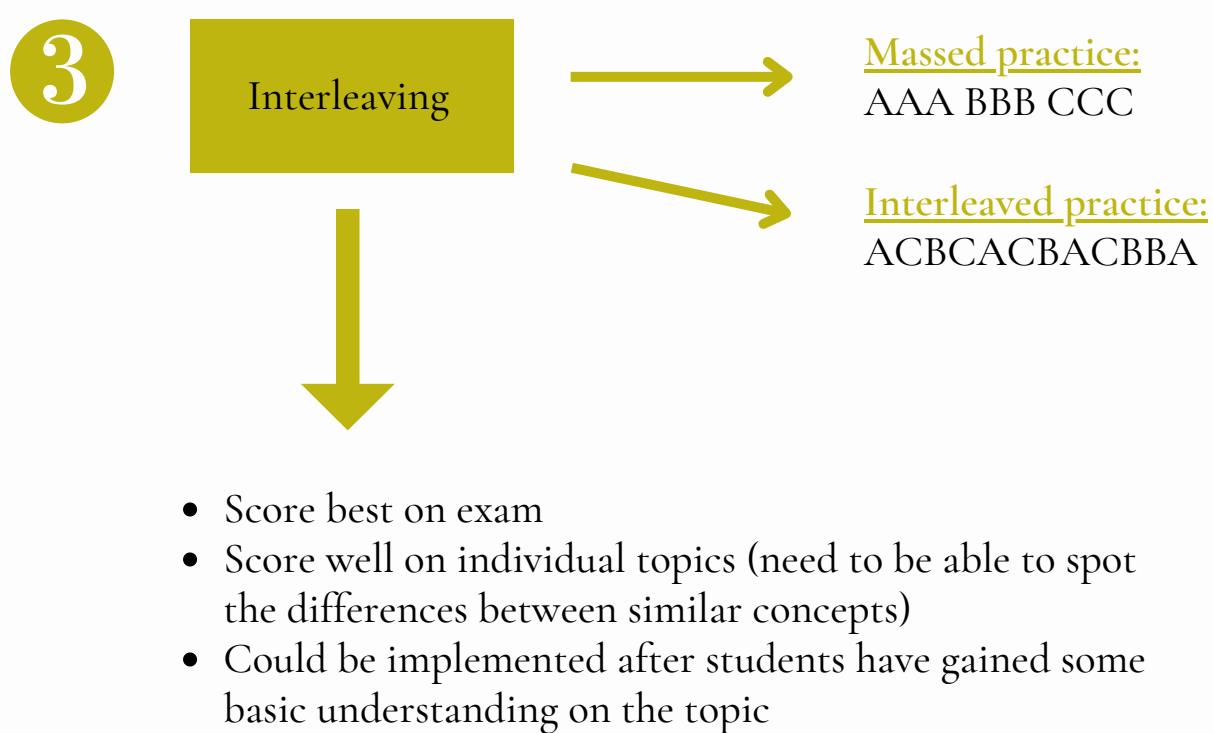 3
Interleaving
Massed practice:
AAA BBB CCC
Interleaved practice:
ACBCACBACBBA
• Score best on exam
• Score well on individual topics (need to be able to spot
the differences between similar concepts)
• Could be implemented after students have gained some
basic understanding on the topic